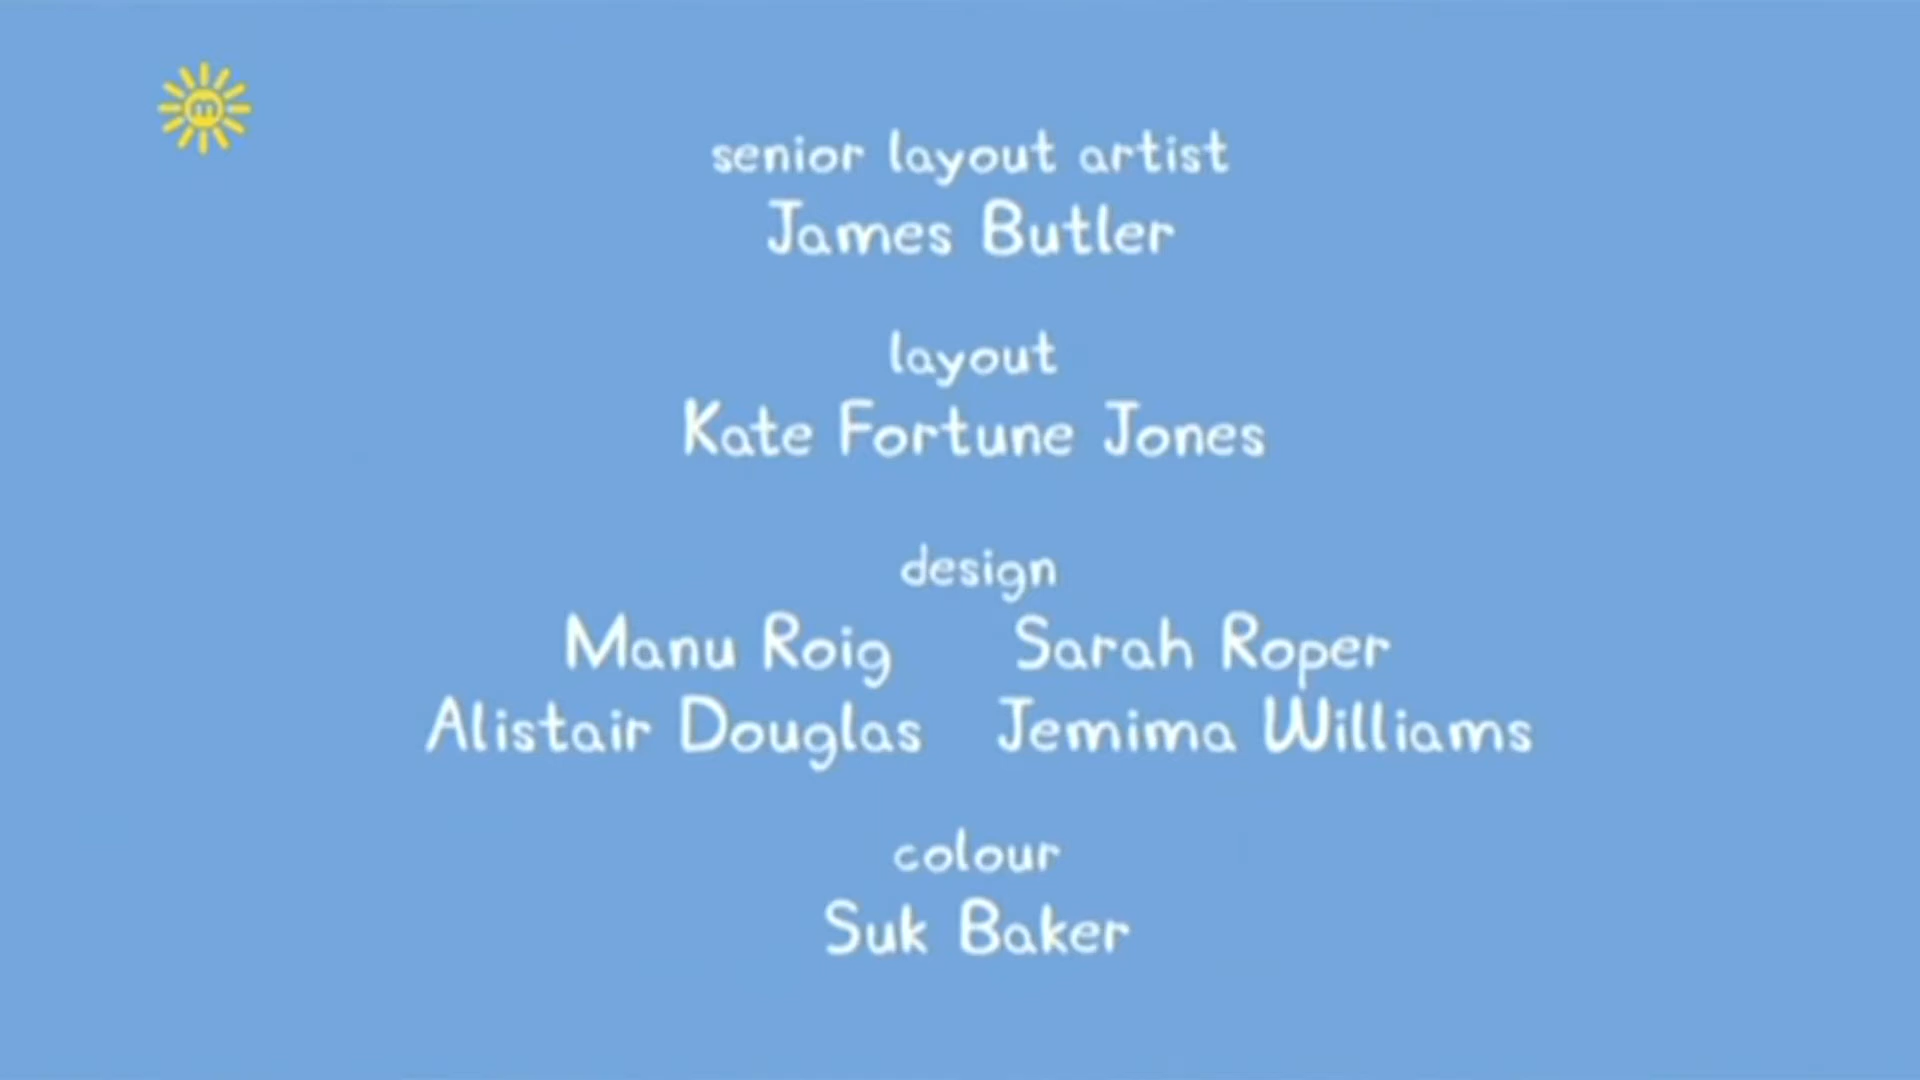 m
senior layout artist
James Butler
layout
Kate Fortune Jones
design
Manu Roig Sarah Roper
Alistair Douglas Jemima Williams
colour
Suk Baker